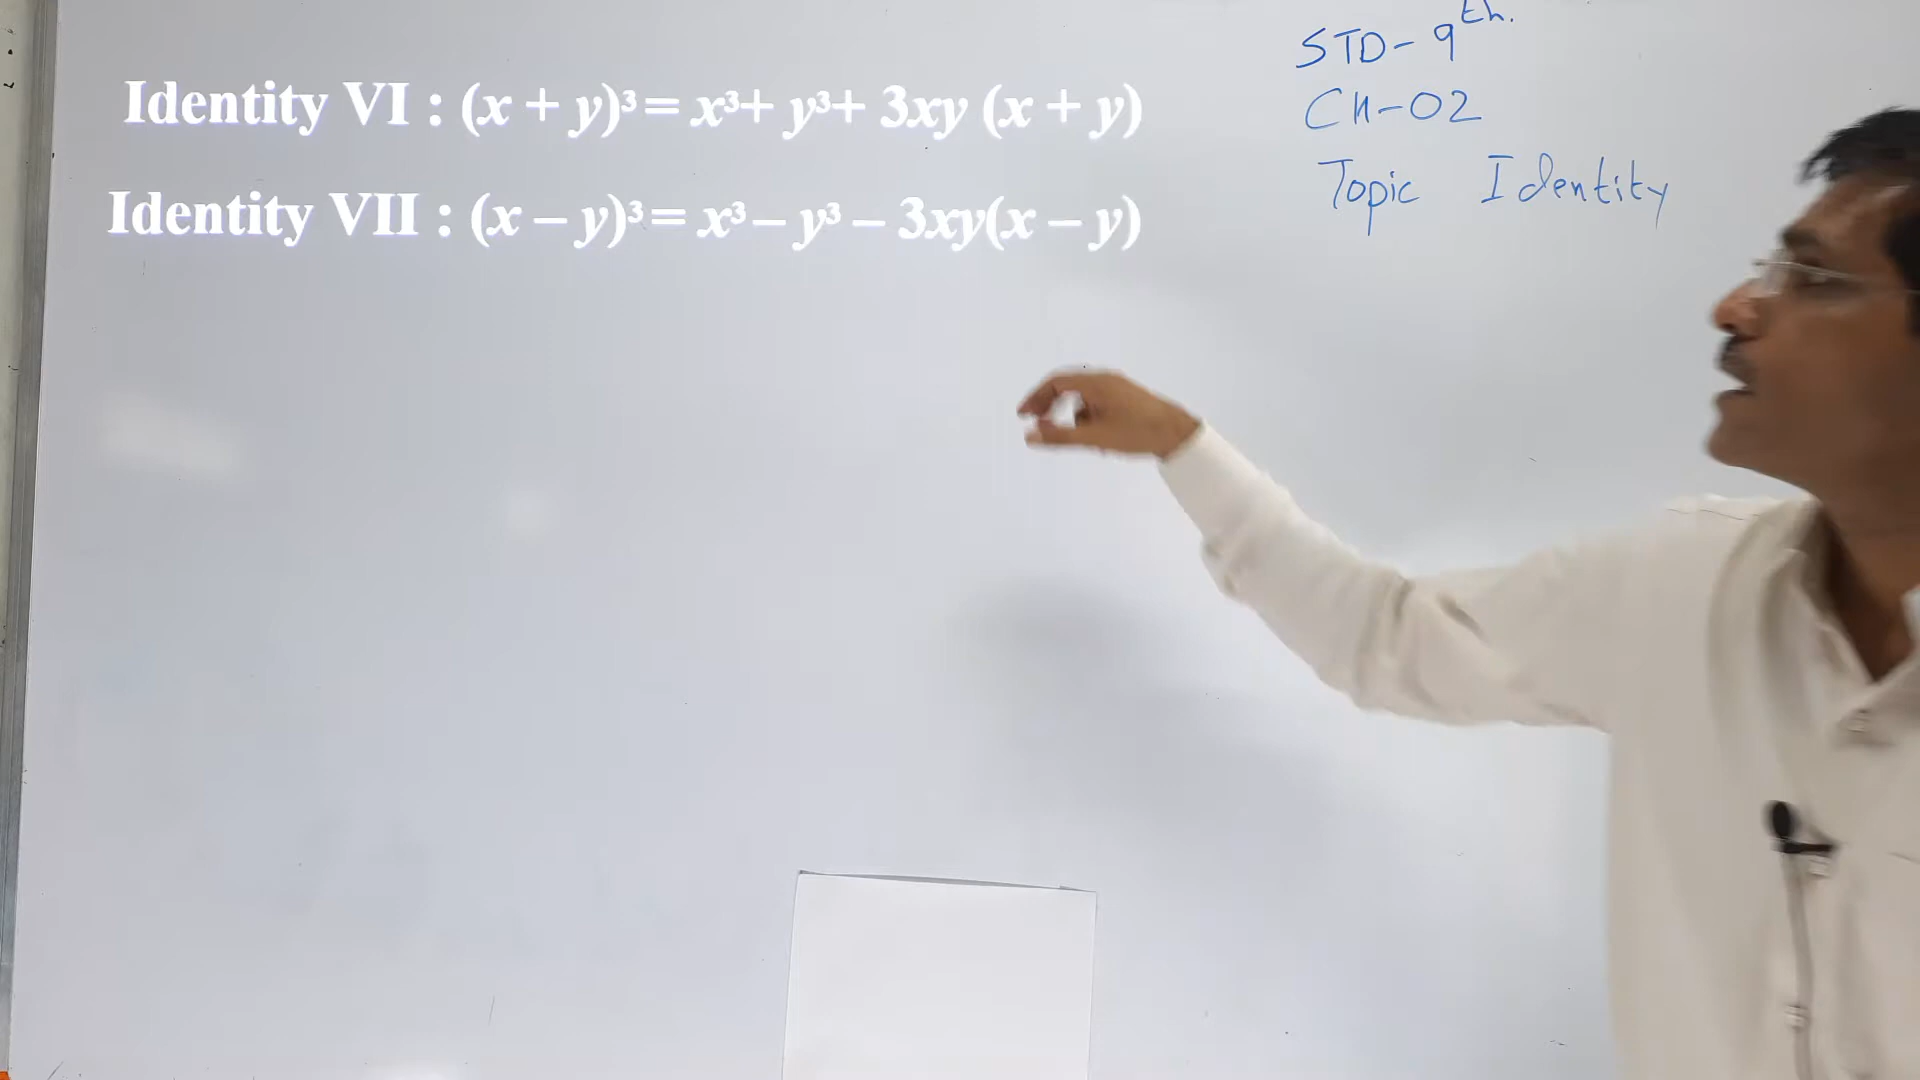 Identity VI : (x + y)³ = x³ + y³ + 3xy (x + y)
Identity VII : (x – y)³ = x³ – y³ – 3xy(x – y)
STD-9th.
CH-02
Topic Identity